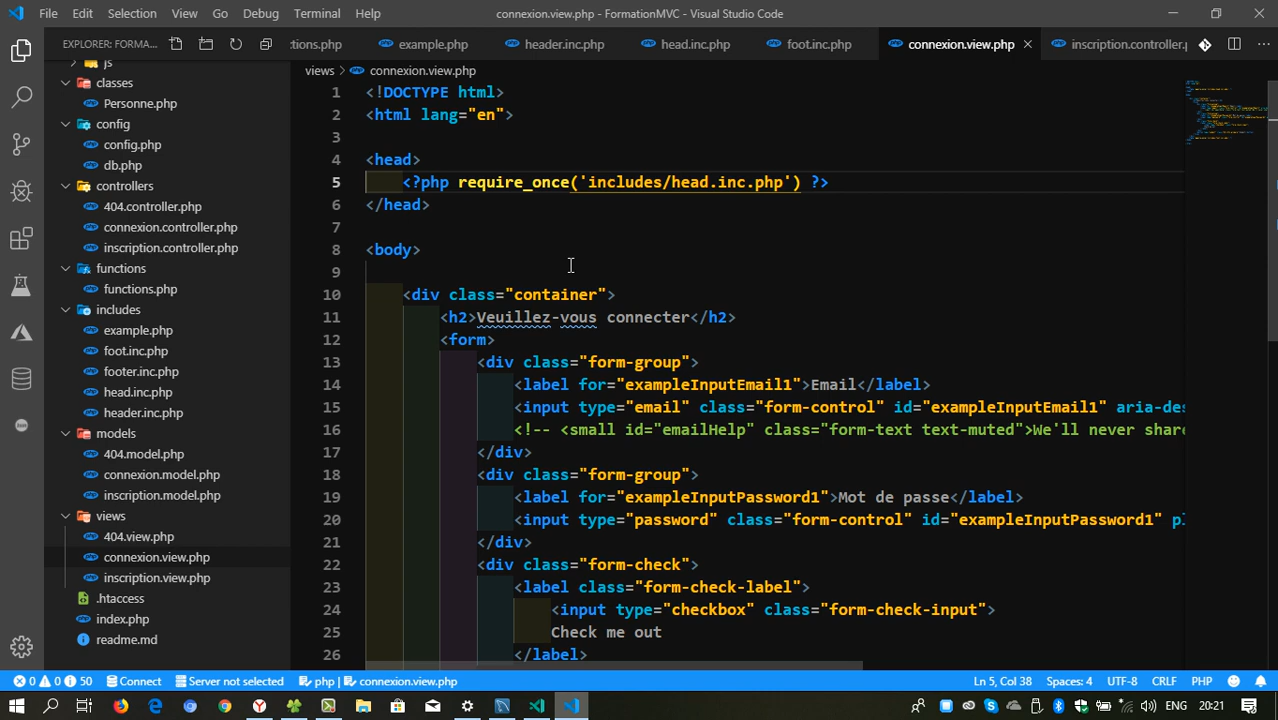 File Edit Selection View Go Debug Terminal Help connexion.view.php - FormationMVC - Visual Studio Code
EXPLORER: FORMA...
:tions.php example.php header.inc.php head.inc.php foot.inc.php connexion.view.php inscription.controller.
views > connexion.view.php
js
classes
Personne.php
config
config.php
db.php
controllers
404.controller.php
connexion.controller.php
inscription.controller.php
functions
functions.php
includes
example.php
foot.inc.php
footer.inc.php
head.inc.php
header.inc.php
models
404.model.php
connexion.model.php
inscription.model.php
views
404.view.php
connexion.view.php
inscription.view.php
.htaccess
index.php
readme.md
1 <!DOCTYPE html>
2 <html lang="en">
3
4 <head>
5 <?php require_once('includes/head.inc.php') ?>
6 </head>
7
8 <body>
9
10 <div class="container">
11 <h2>Veuillez-vous connecter</h2>
12 <form>
13 <div class="form-group">
14 <label for="exampleInputEmail1">Email</label>
15 <input type="email" class="form-control" id="exampleInputEmail1" aria-des
16 <!-- <small id="emailHelp" class="form-text text-muted">We'll never share
17 </div>
18 <div class="form-group">
19 <label for="exampleInputPassword1">Mot de passe</label>
20 <input type="password" class="form-control" id="exampleInputPassword1" pl
21 </div>
22 <div class="form-check">
23 <label class="form-check-label">
24 <input type="checkbox" class="form-check-input">
25 Check me out
26 </label>
0 0 50 Connect Server not selected php | connexion.view.php Ln 5, Col 38 Spaces: 4 UTF-8 CRLF PHP
ENG 20:21